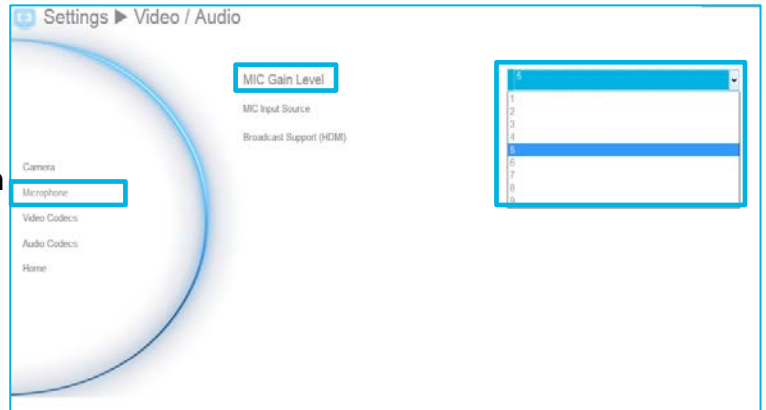 Settings ▶ Video / Audio
MIC Gain Level
MIC Input Source
Broadcast Support (HDMI)
5
1
2
3
4
5
6
7
8
9
Camera
Microphone
Video Codecs
Audio Codecs
Home